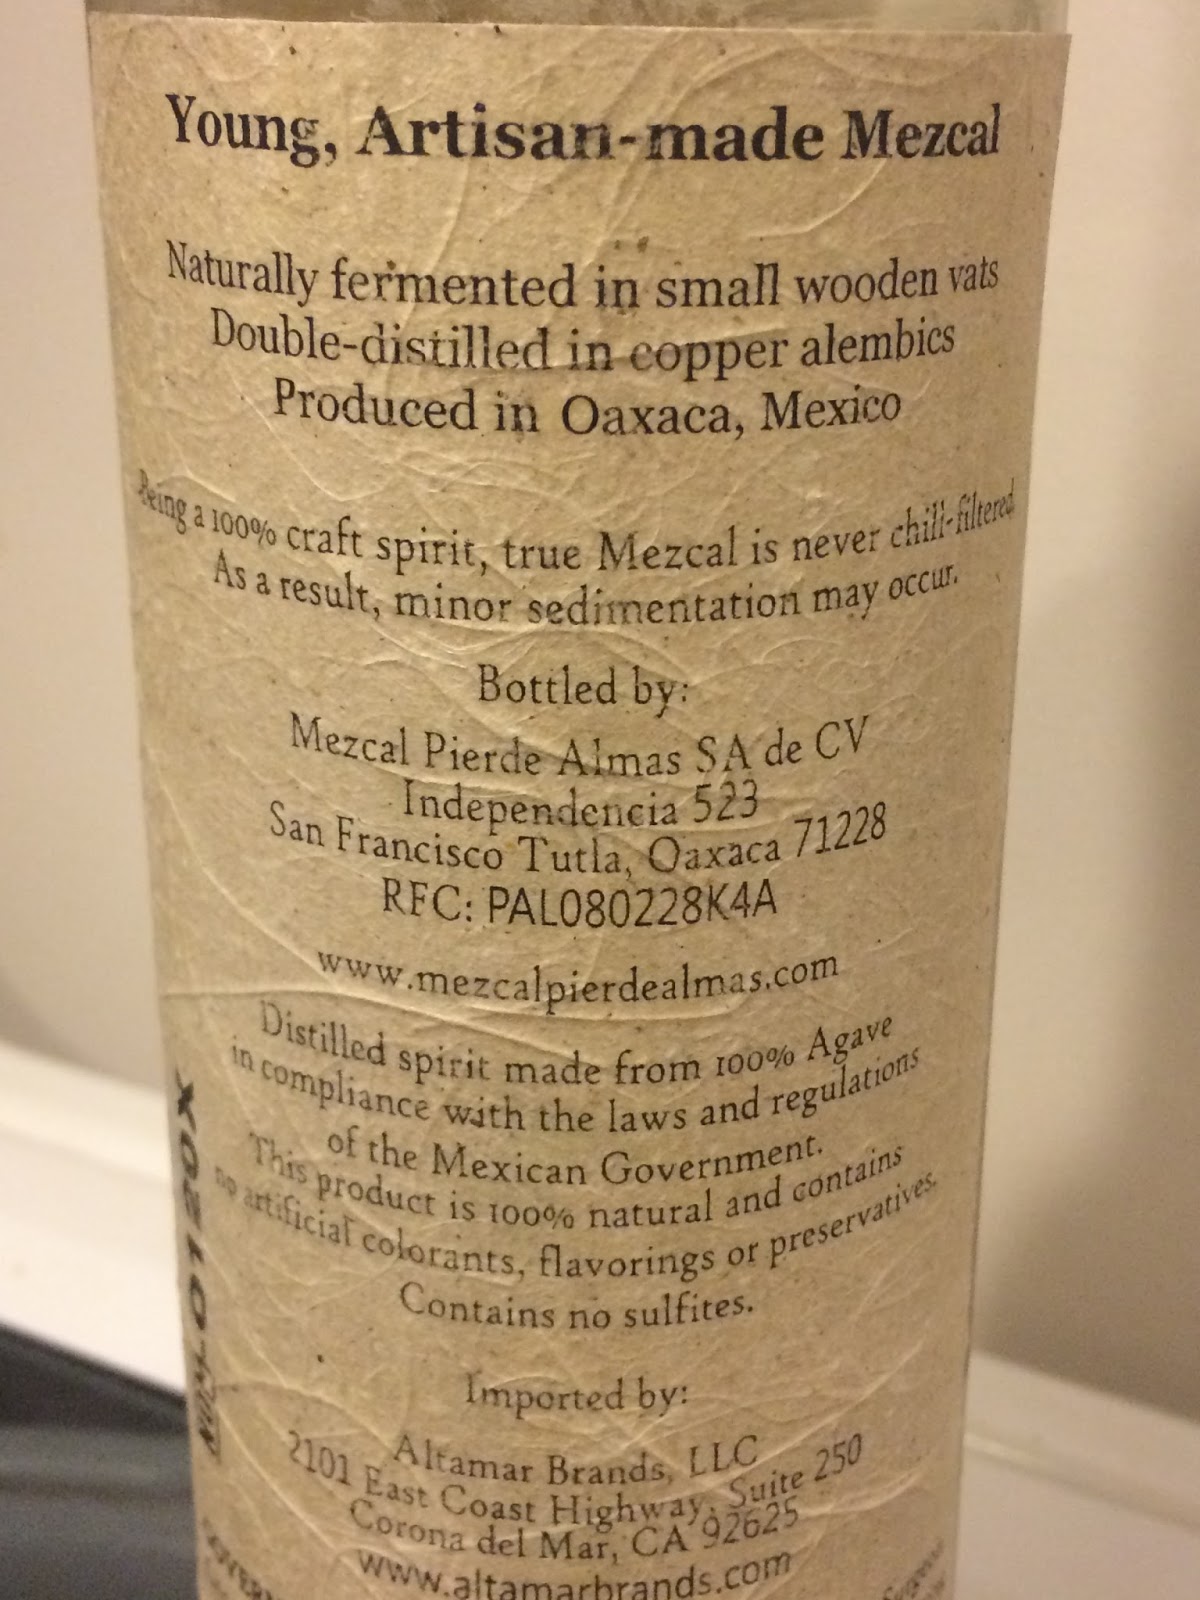 Young, Artisan-made Mezcal
Naturally fermented in small wooden vats
Double-distilled in copper alembics
Produced in Oaxaca, Mexico
Being a 100% craft spirit, true Mezcal is never chill-filtered
As a result, minor sedimentation may occur.
Bottled by:
Mezcal Pierde Almas SA de CV
Independencia 523
San Francisco Tutla, Oaxaca 71228
RFC: PAL080228K4A
www.mezcalpierdealmas.com
Distilled spirit made from 100% Agave
in compliance with the laws and regulations
of the Mexican Government.
This product is 100% natural and contains
no artificial colorants, flavorings or preservatives.
Contains no sulfites.
Imported by:
Altamar Brands, LLC
2101 East Coast Highway, Suite 250
Corona del Mar, CA 92625
www.altamarbrands.com